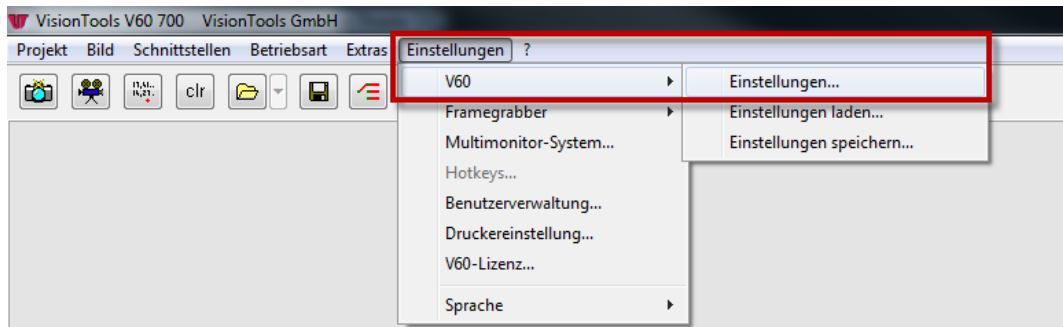 VisionTools V60 700 VisionTools GmbH
Projekt Bild Schnittstellen Betriebsart Extras Einstellungen ?
clr
V60
Einstellungen...
Framegrabber
Einstellungen laden...
Multimonitor-System...
Einstellungen speichern...
Hotkeys...
Benutzerverwaltung...
Druckereinstellung...
V60-Lizenz...
Sprache